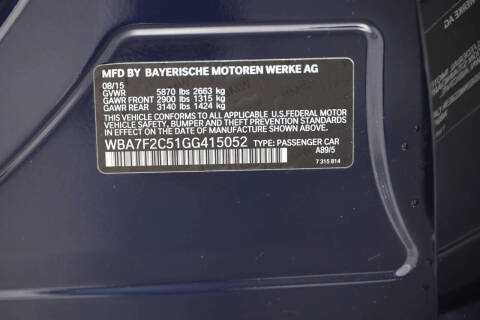 MFD BY BAYERISCHE MOTOREN WERKE AG
08/15
GVWR 5870 lbs 2663 kg
GAWR FRONT 2900 lbs 1315 kg
GAWR REAR 3140 lbs 1424 kg
THIS VEHICLE CONFORMS TO ALL APPLICABLE U.S.FEDERAL MOTOR
VEHICLE SAFETY, BUMPER AND THEFT PREVENTION STANDARDS
IN EFFECT ON THE DATE OF MANUFACTURE SHOWN ABOVE.
WBA7F2C51GG415052 TYPE: PASSENGER CAR
A89/5
7 315 814